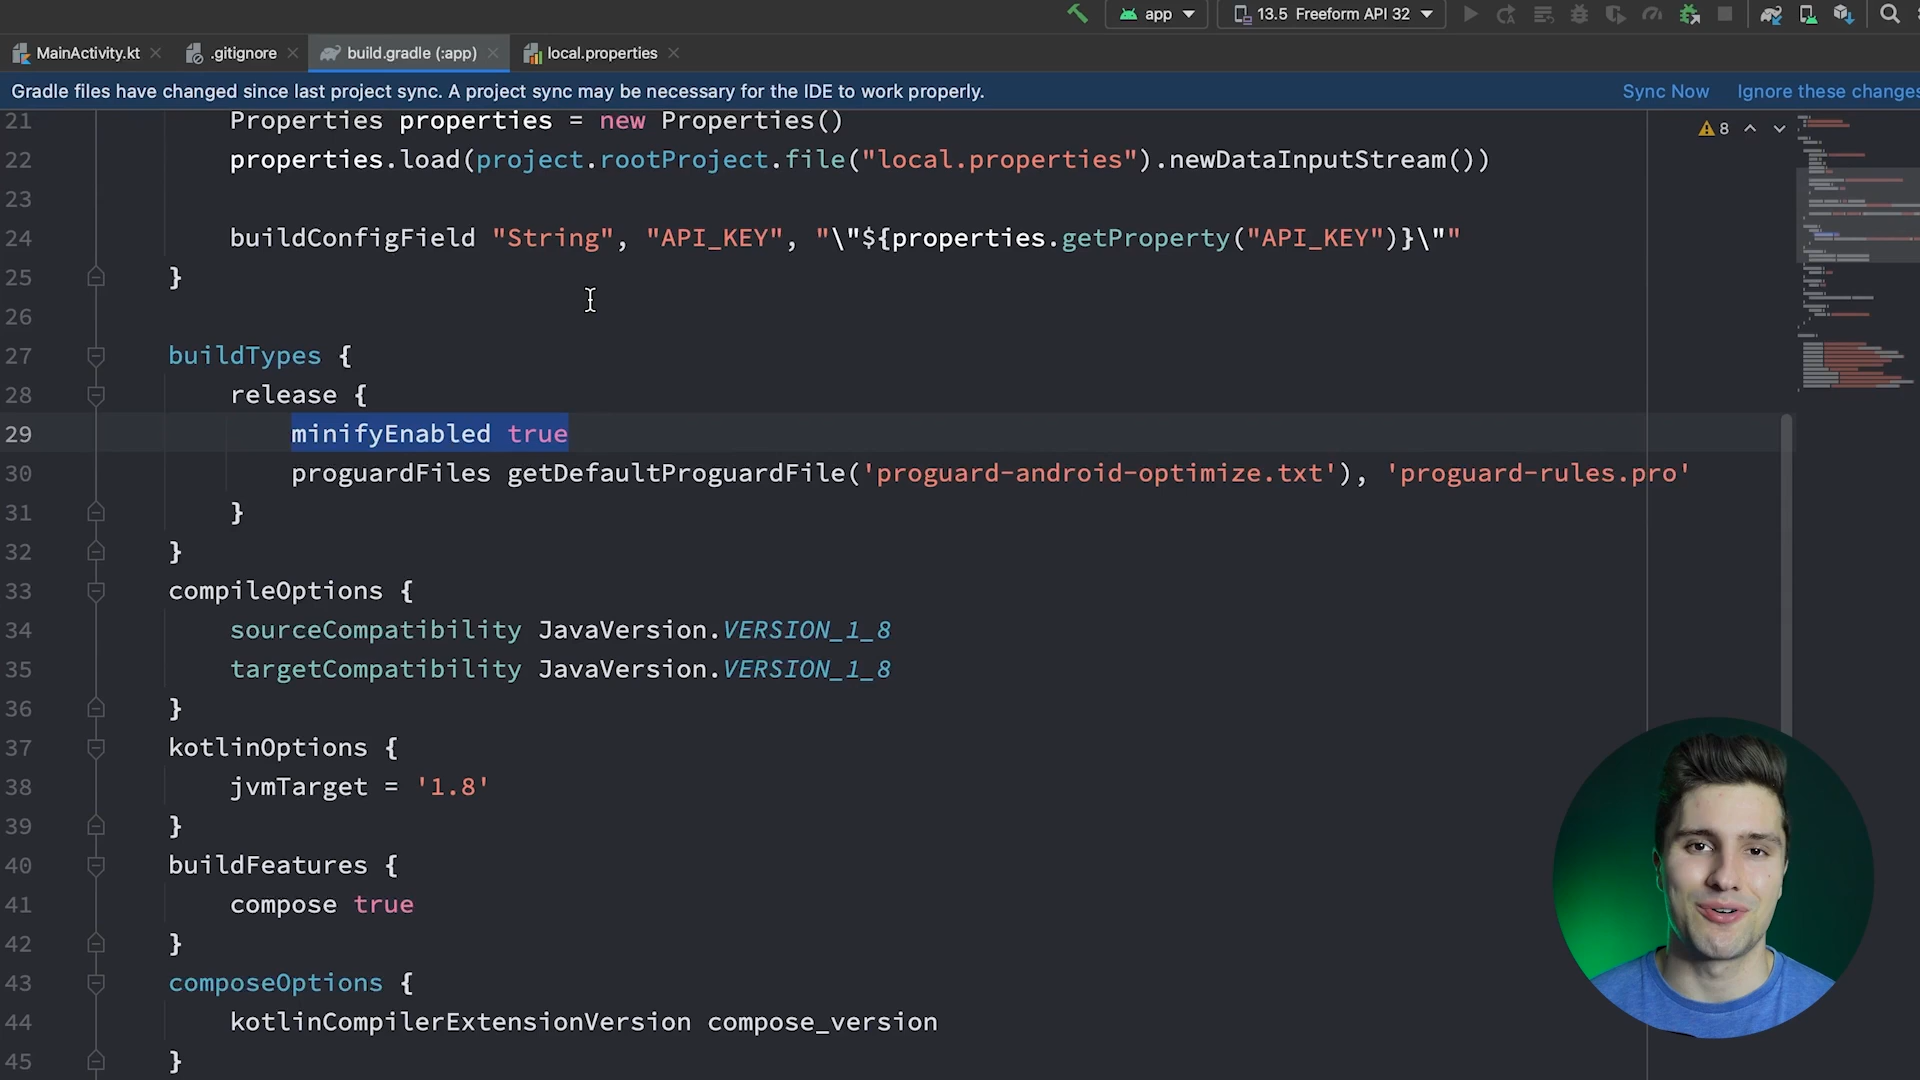 app
13.5 Freeform API 32
MainActivity.kt
.gitignore
build.gradle (:app)
local.properties
Gradle files have changed since last project sync. A project sync may be necessary for the IDE to work properly.
Sync Now
Ignore these changes
8
21 Properties properties = new Properties()
22 properties.load(project.rootProject.file("local.properties").newDataInputStream())
23
24 buildConfigField "String", "API_KEY", "\"${properties.getProperty("API_KEY")}\""
25 }
26
27 buildTypes {
28 release {
29 minifyEnabled true
30 proguardFiles getDefaultProguardFile('proguard-android-optimize.txt'), 'proguard-rules.pro'
31 }
32 }
33 compileOptions {
34 sourceCompatibility JavaVersion.VERSION_1_8
35 targetCompatibility JavaVersion.VERSION_1_8
36 }
37 kotlinOptions {
38 jvmTarget = '1.8'
39 }
40 buildFeatures {
41 compose true
42 }
43 composeOptions {
44 kotlinCompilerExtensionVersion compose_version
45 }